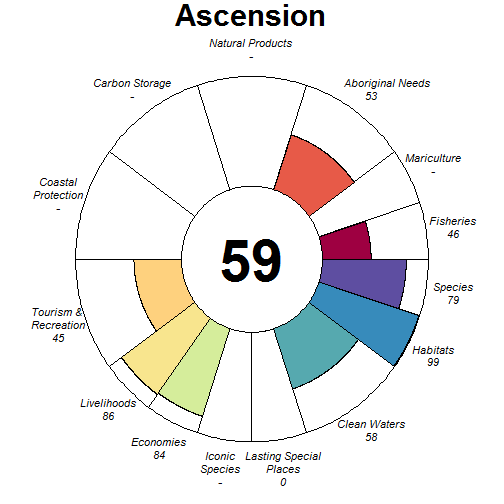 Ascension
Natural Products
-
Carbon Storage
-
Aboriginal Needs
53
Mariculture
-
Coastal
Protection
-
Fisheries
46
59
Species
79
Tourism &
Recreation
45
Habitats
99
Livelihoods
86
Clean Waters
58
Economies
84
Iconic
Species
-
Lasting Special
Places
0